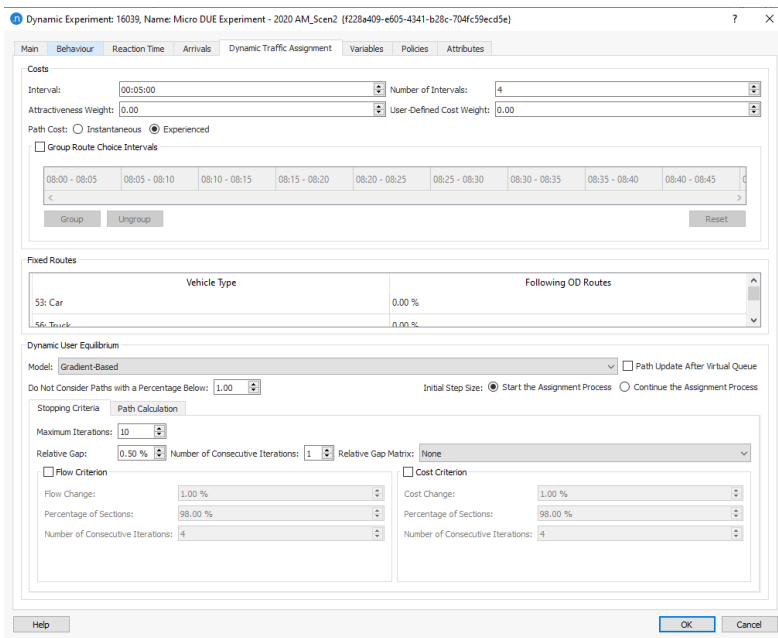 Dynamic Experiment: 16039, Name: Micro DUE Experiment - 2020 AM_Scen2 {f228a409-e605-4341-b28c-704fc59ecd5e}
Main Behaviour Reaction Time Arrivals Dynamic Traffic Assignment Variables Policies Attributes
Costs
Interval: 00:05:00 Number of Intervals: 4
Attractiveness Weight: 0.00 User-Defined Cost Weight: 0.00
Path Cost: Instantaneous Experienced
Group Route Choice Intervals
08:00 - 08:05 08:05 - 08:10 08:10 - 08:15 08:15 - 08:20 08:20 - 08:25 08:25 - 08:30 08:30 - 08:35 08:35 - 08:40 08:40 - 08:45
Group Ungroup Reset
Fixed Routes
Vehicle Type Following OD Routes
53: Car 0.00 %
56: Truck 0.00 %
Dynamic User Equilibrium
Model: Gradient-Based Path Update After Virtual Queue
Do Not Consider Paths with a Percentage Below: 1.00 Initial Step Size: Start the Assignment Process Continue the Assignment Process
Stopping Criteria Path Calculation
Maximum Iterations: 10
Relative Gap: 0.50 % Number of Consecutive Iterations: 1 Relative Gap Matrix: None
Flow Criterion Cost Criterion
Flow Change: 1.00 % Cost Change: 1.00 %
Percentage of Sections: 98.00 % Percentage of Sections: 98.00 %
Number of Consecutive Iterations: 4 Number of Consecutive Iterations: 4
Help OK Cancel